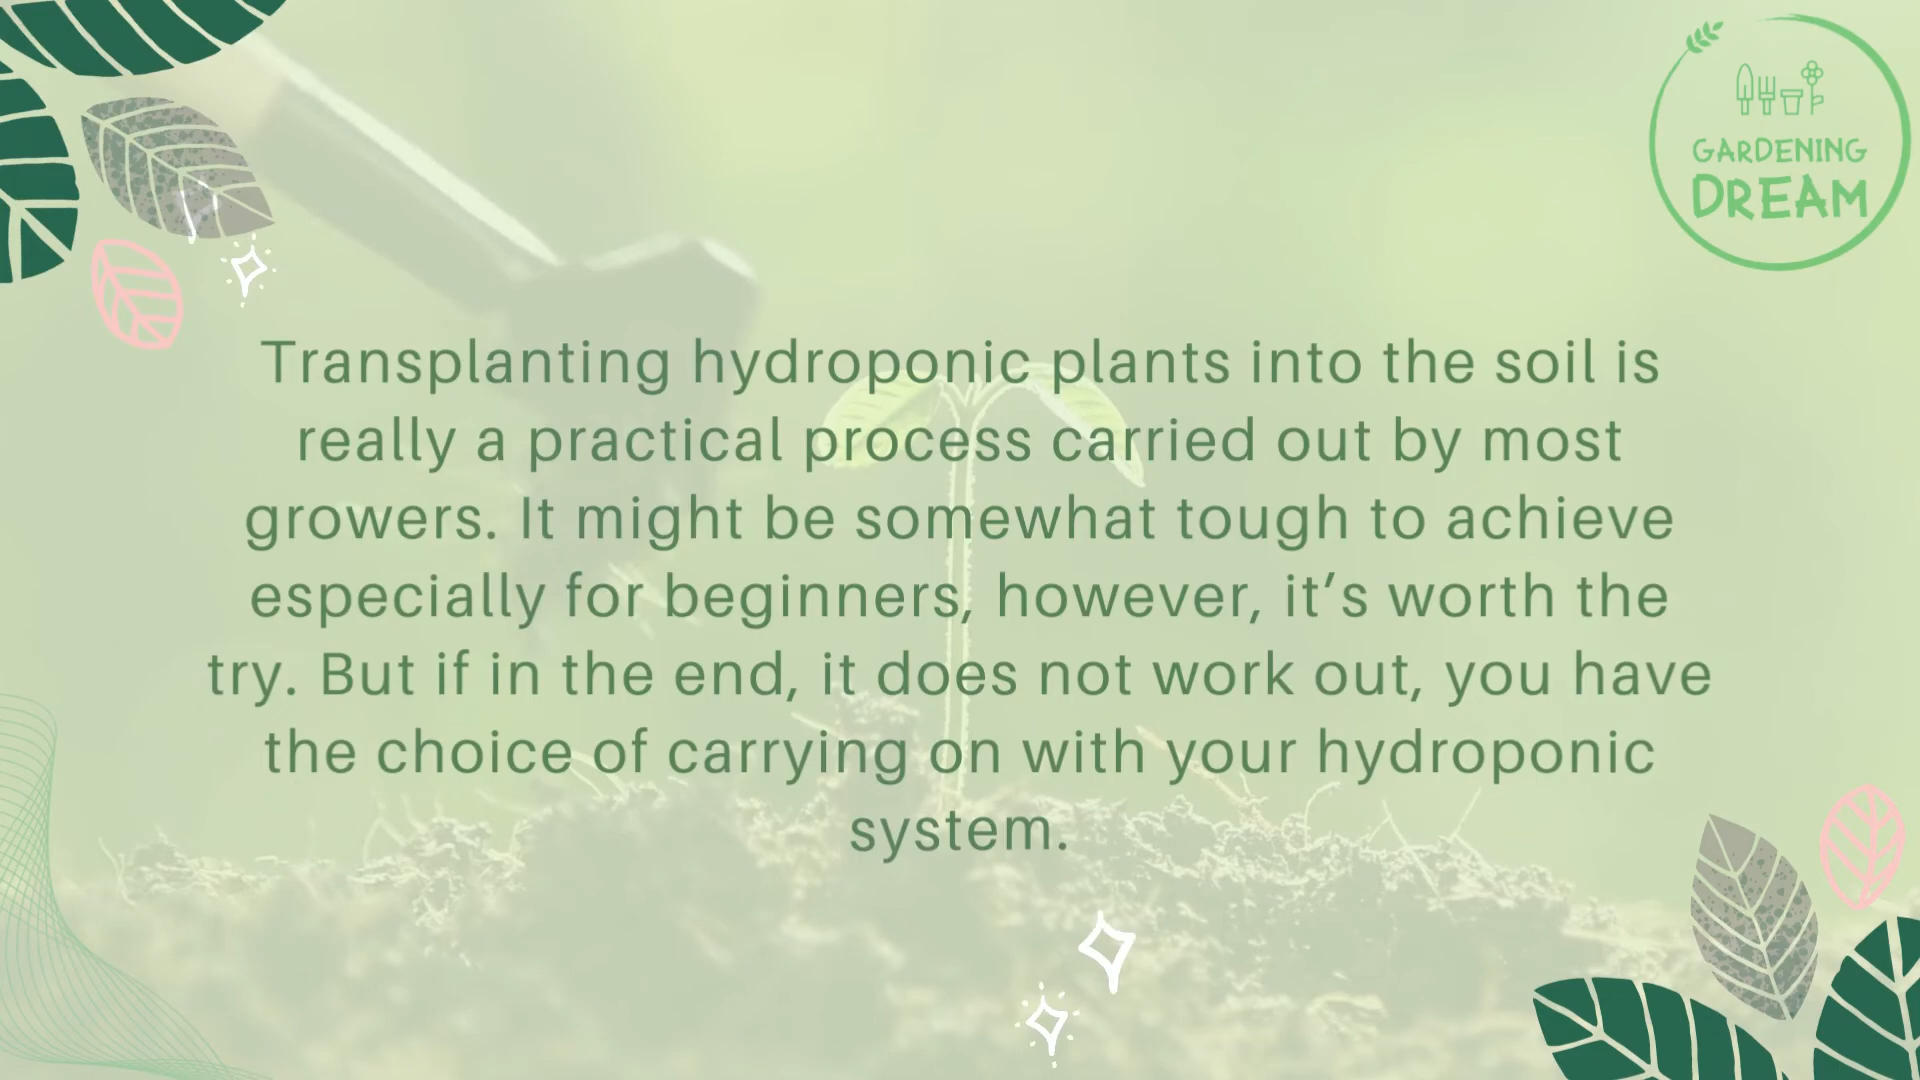 GARDENING
DREAM
Transplanting hydroponic plants into the soil is
really a practical process carried out by most
growers. It might be somewhat tough to achieve
especially for beginners, however, it’s worth the
try. But if in the end, it does not work out, you have
the choice of carrying on with your hydroponic
system.